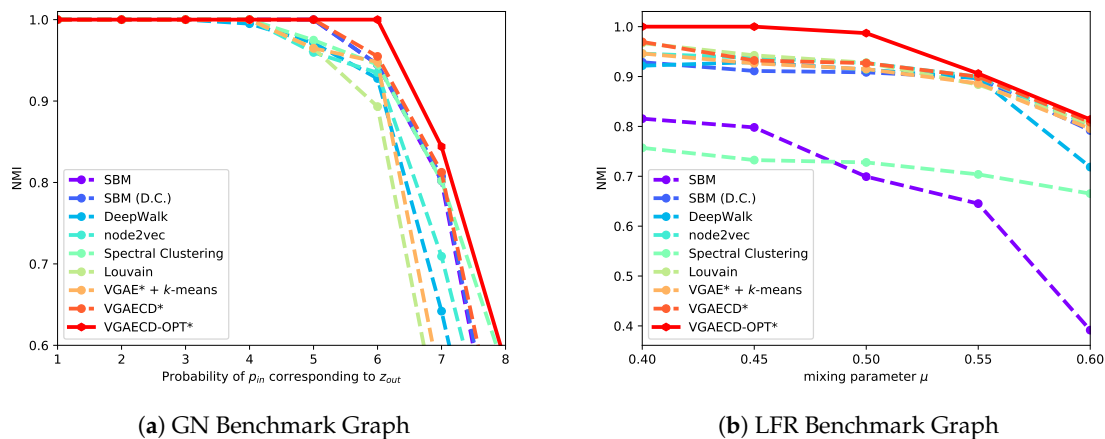 1.0
0.9
0.8
0.7
0.6
NMI
SBM
SBM (D.C.)
DeepWalk
node2vec
Spectral Clustering
Louvain
VGAE* + k-means
VGAECD*
VGAECD-OPT*
1 2 3 4 5 6 7 8
Probability of p_in corresponding to z_out
(a) GN Benchmark Graph
1.0
0.9
0.8
0.7
0.6
0.5
0.4
NMI
SBM
SBM (D.C.)
DeepWalk
node2vec
Spectral Clustering
Louvain
VGAE* + k-means
VGAECD*
VGAECD-OPT*
0.40 0.45 0.50 0.55 0.60
mixing parameter μ
(b) LFR Benchmark Graph